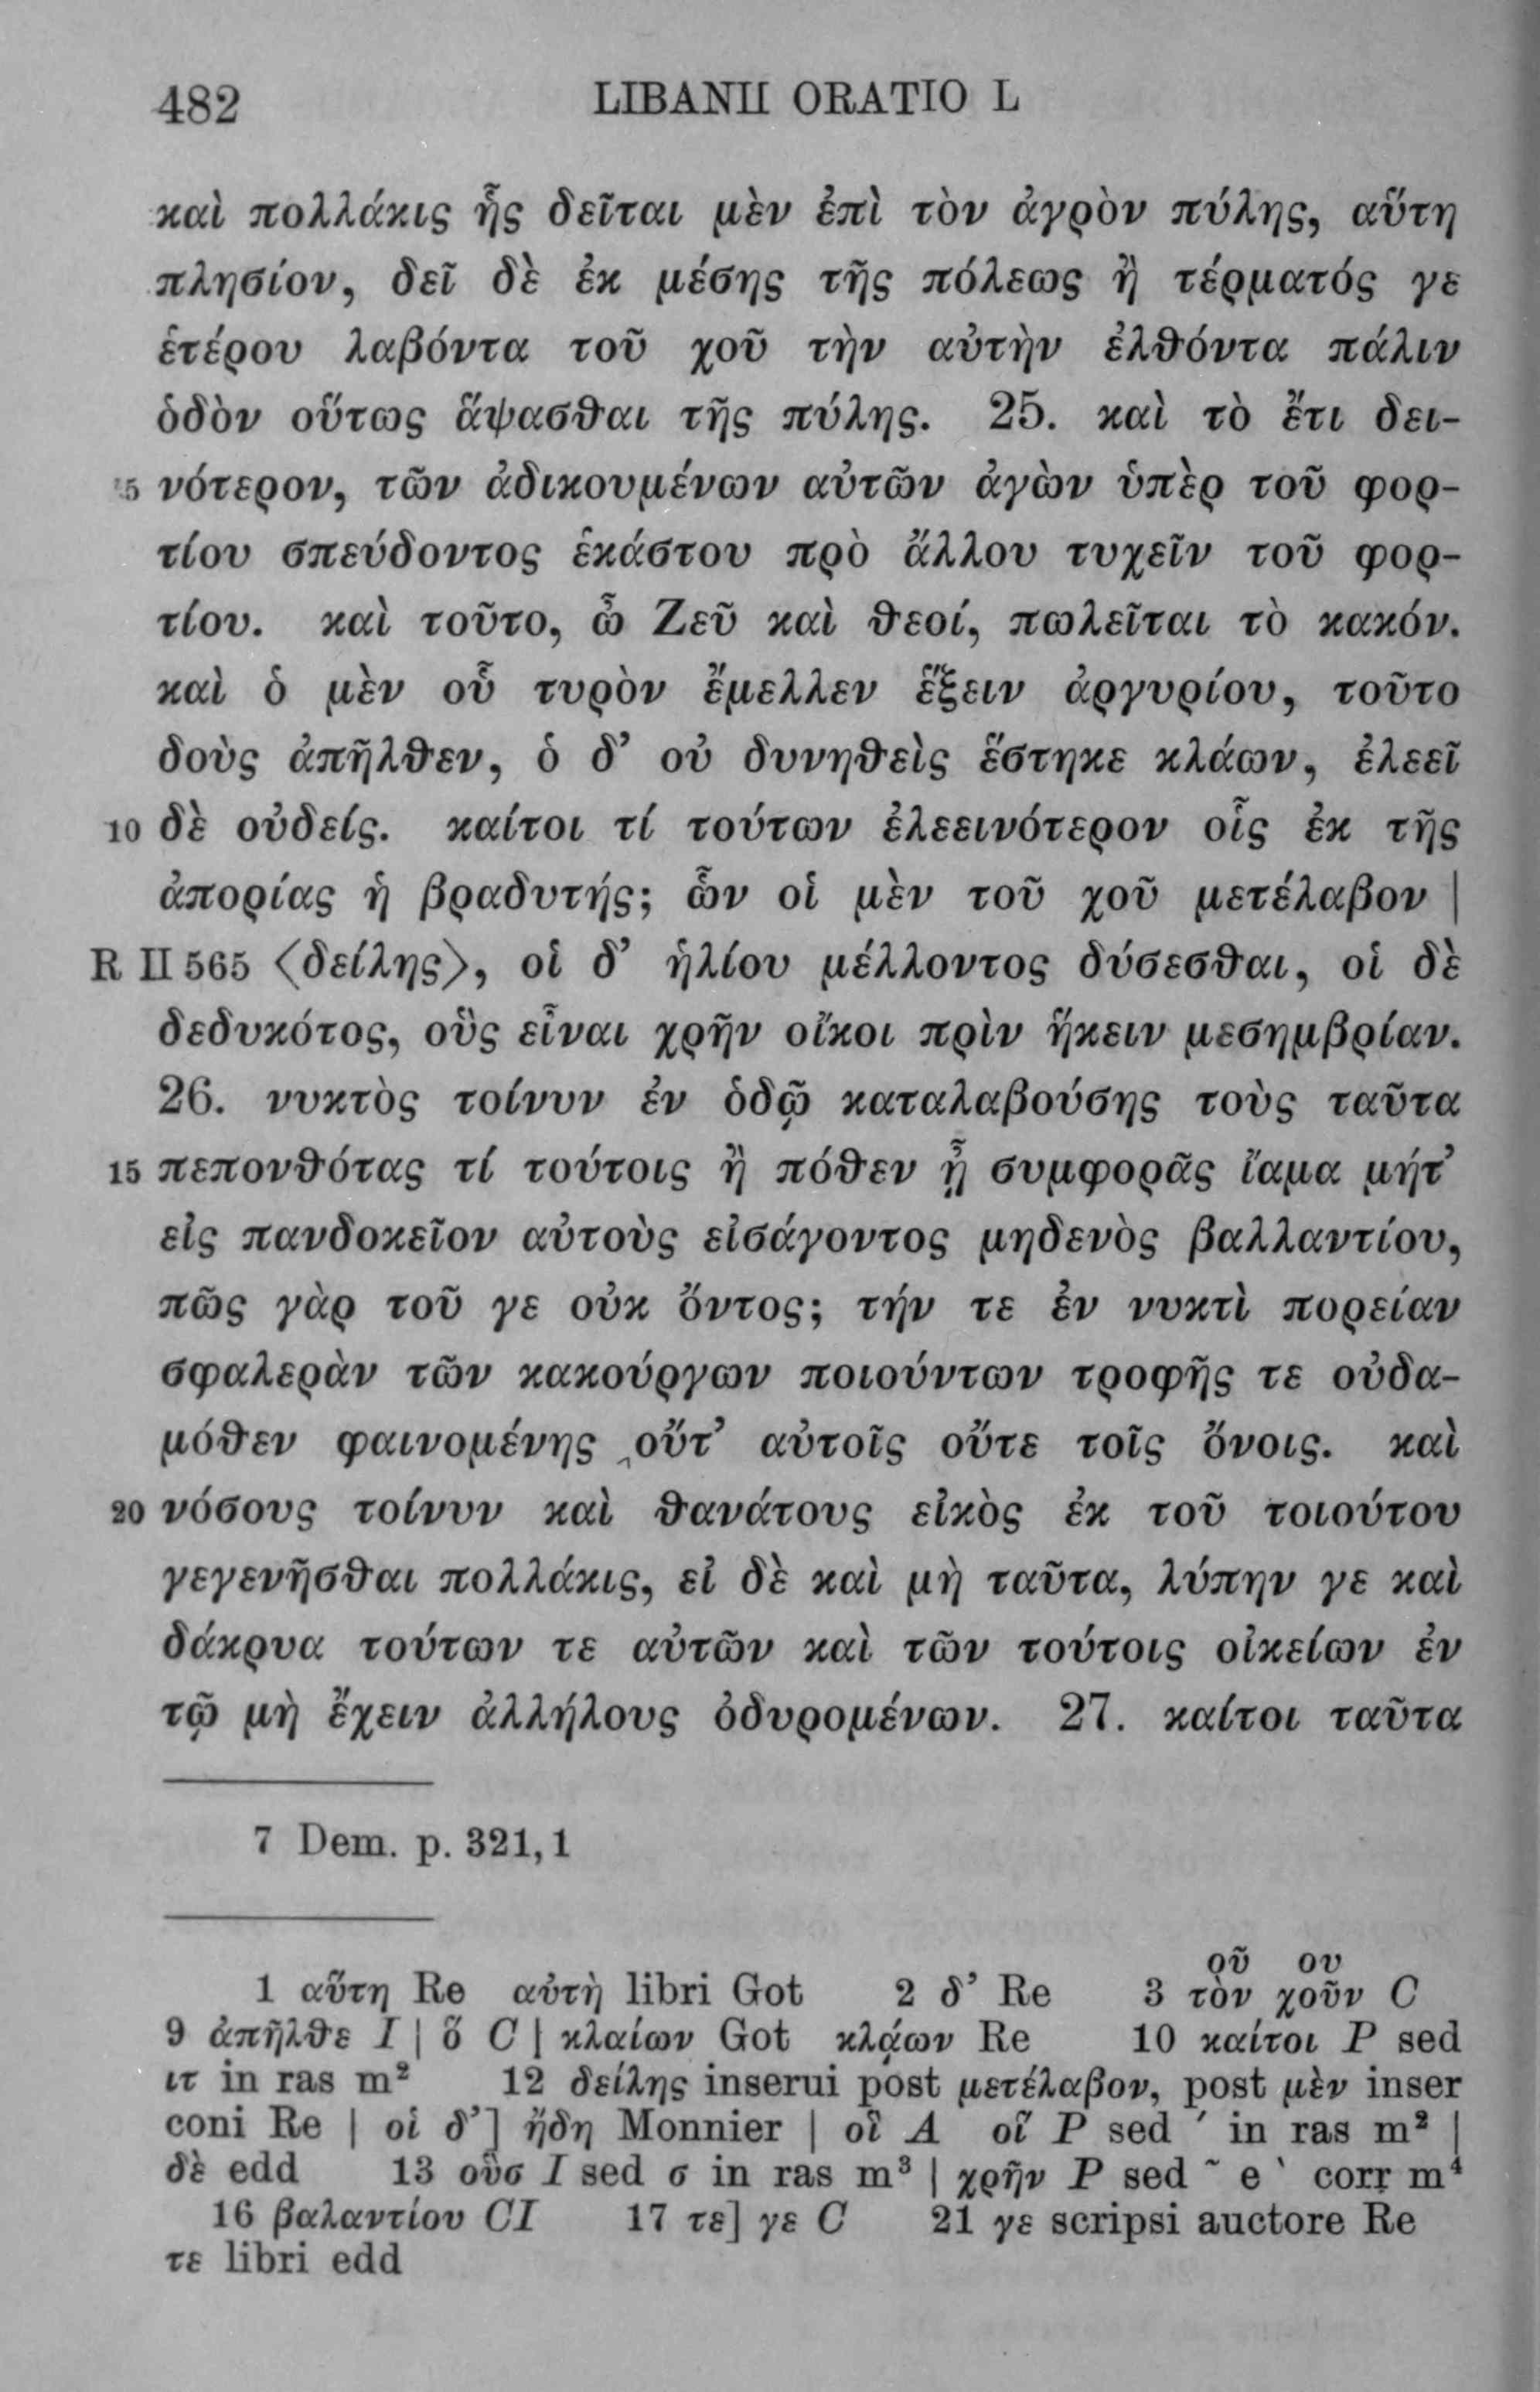 482 LIBANII ORATIO L
καὶ πολλάκις ἧς δεῖται μὲν ἐπὶ τὸν ἀγρὸν πύλης, αὕτη
πλησίον, δεῖ δὲ ἐκ μέσης τῆς πόλεως ἢ τέρματός γε
ἑτέρου λαβόντα τοῦ χοῦ τὴν αὐτὴν ἐλθόντα πάλιν
ὁδὸν οὕτως ἅψασθαι τῆς πύλης. 25. καὶ τὸ ἔτι δει-
5 νότερον, τῶν ἀδικουμένων αὐτῶν ἀγὼν ὑπὲρ τοῦ φορ-
τίου σπεύδοντος ἑκάστου πρὸ ἄλλου τυχεῖν τοῦ φορ-
τίου. καὶ τοῦτο, ὦ Ζεῦ καὶ θεοί, πωλεῖται τὸ κακόν.
καὶ ὁ μὲν οὗ τυρὸν ἔμελλεν ἕξειν ἀργυρίου, τοῦτο
δοὺς ἀπῆλθεν, ὁ δ’ οὐ δυνηθεὶς ἕστηκε κλάων, ἐλεεῖ
10 δὲ οὐδείς. καίτοι τί τούτων ἐλεεινότερον οἷς ἐκ τῆς
ἀπορίας ἡ βραδυτής; ὧν οἱ μὲν τοῦ χοῦ μετέλαβον |
R II 565 〈δείλης〉, οἱ δ’ ἡλίου μέλλοντος δύσεσθαι, οἱ δὲ
δεδυκότος, οὓς εἶναι χρῆν οἴκοι πρὶν ἥκειν μεσημβρίαν.
26. νυκτὸς τοίνυν ἐν ὁδῷ καταλαβούσης τοὺς ταῦτα
15 πεπονθότας τί τούτοις ἢ πόθεν ᾖ συμφορᾶς ἴαμα μήτ’
εἰς πανδοκεῖον αὐτοὺς εἰσάγοντος μηδενὸς βαλλαντίου,
πῶς γὰρ τοῦ γε οὐκ ὄντος; τήν τε ἐν νυκτὶ πορείαν
σφαλερὰν τῶν κακούργων ποιούντων τροφῆς τε οὐδα-
μόθεν φαινομένης οὔτ’ αὐτοῖς οὔτε τοῖς ὄνοις. καὶ
20 νόσους τοίνυν καὶ θανάτους εἰκὸς ἐκ τοῦ τοιούτου
γεγενῆσθαι πολλάκις, εἰ δὲ καὶ μὴ ταῦτα, λύπην γε καὶ
δάκρυα τούτων τε αὐτῶν καὶ τῶν τούτοις οἰκείων ἐν
τῷ μὴ ἔχειν ἀλλήλους ὀδυρομένων. 27. καίτοι ταῦτα
7 Dem. p. 321,1
οῦ ου
1 αὕτη Re αὐτὴ libri Got 2 δ’ Re 3 τὸν χοῦν C
9 ἀπῆλθε I | ὅ C | κλαίων Got κλᾴων Re 10 καίτοι P sed
ιτ in ras m² 12 δείλης inserui post μετέλαβον, post μὲν inser
coni Re | οἱ δ’] ἤδη Monnier | οἳ A οἵ P sed ´ in ras m² |
δὲ edd 13 οὓσ I sed σ in ras m³ | χρῆν P sed ῀ e ` corr m⁴
16 βαλαντίου CI 17 τε] γε C 21 γε scripsi auctore Re
τε libri edd